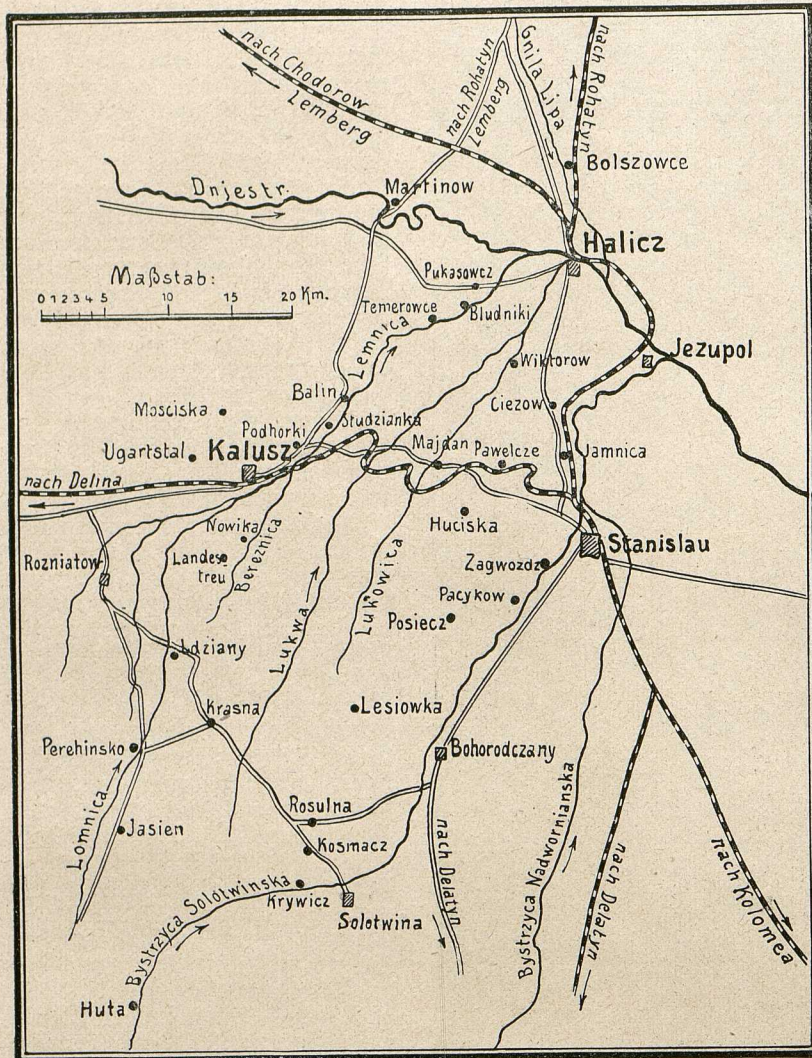 nach Chodorow
Lemberg
nach Rohatyn
Lemberg
Gnila Lipa
nach Rohatyn
Bolszowce
Dnjestr.
Martinow
Halicz
Maßstab:
0 1 2 3 4 5 10 15 20 Km.
Pukasowcz
Temerowce
Bludniki
Lemnica
Wiktorow
Jezupol
Balin
Ciezow
Mosciska
Studzianka
Podhorki
Ugartstal
Kalusz
Majdan
Pawelcze
Jamnica
nach Delina
Huciska
Nowika
Landes-
treu
Bereznica
Stanislau
Rozniatow
Zagwozdz
Pacykow
Posiecz
Lukowica
Lukwa
Ldziany
Krasna
Lesiowka
Perehinsko
Bohorodczany
Lomnica
Jasien
Rosulna
Kosmacz
nach Delatyn
Bystrzyca Nadwornianska
nach Delatyn
nach Kolomea
Bystrzyca Solotwinska
Krywicz
Solotwina
Huta